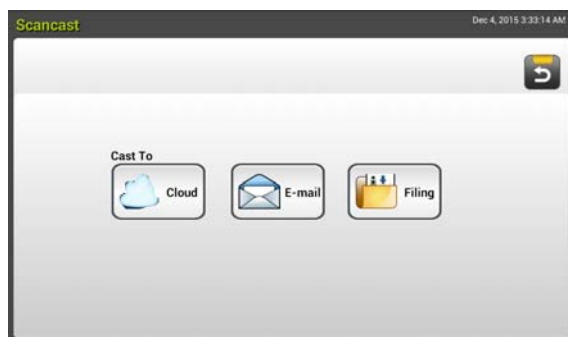 Scancast
Dec 4, 2015 3:33:14 AM
Cast To
Cloud
E-mail
Filing